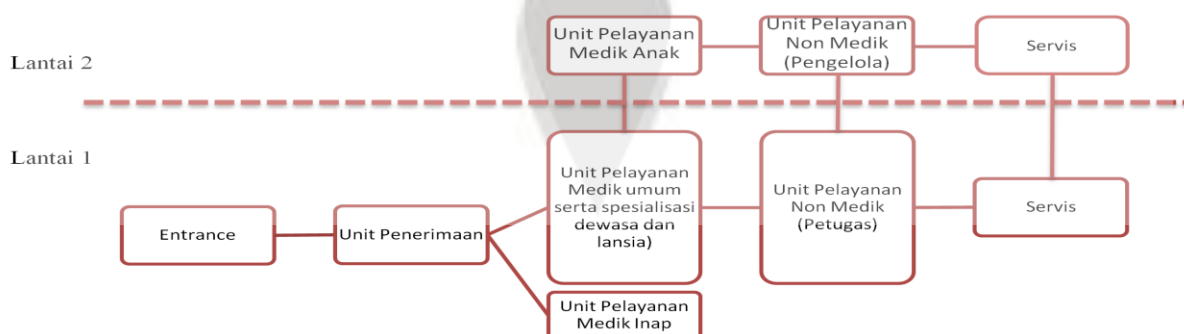 Lantai 2
Unit Pelayanan
Medik Anak
Unit Pelayanan
Non Medik
(Pengelola)
Servis
Lantai 1
Entrance
Unit Penerimaan
Unit Pelayanan
Medik umum
serta spesialisasi
dewasa dan
lansia)
Unit Pelayanan
Non Medik
(Petugas)
Servis
Unit Pelayanan
Medik Inap